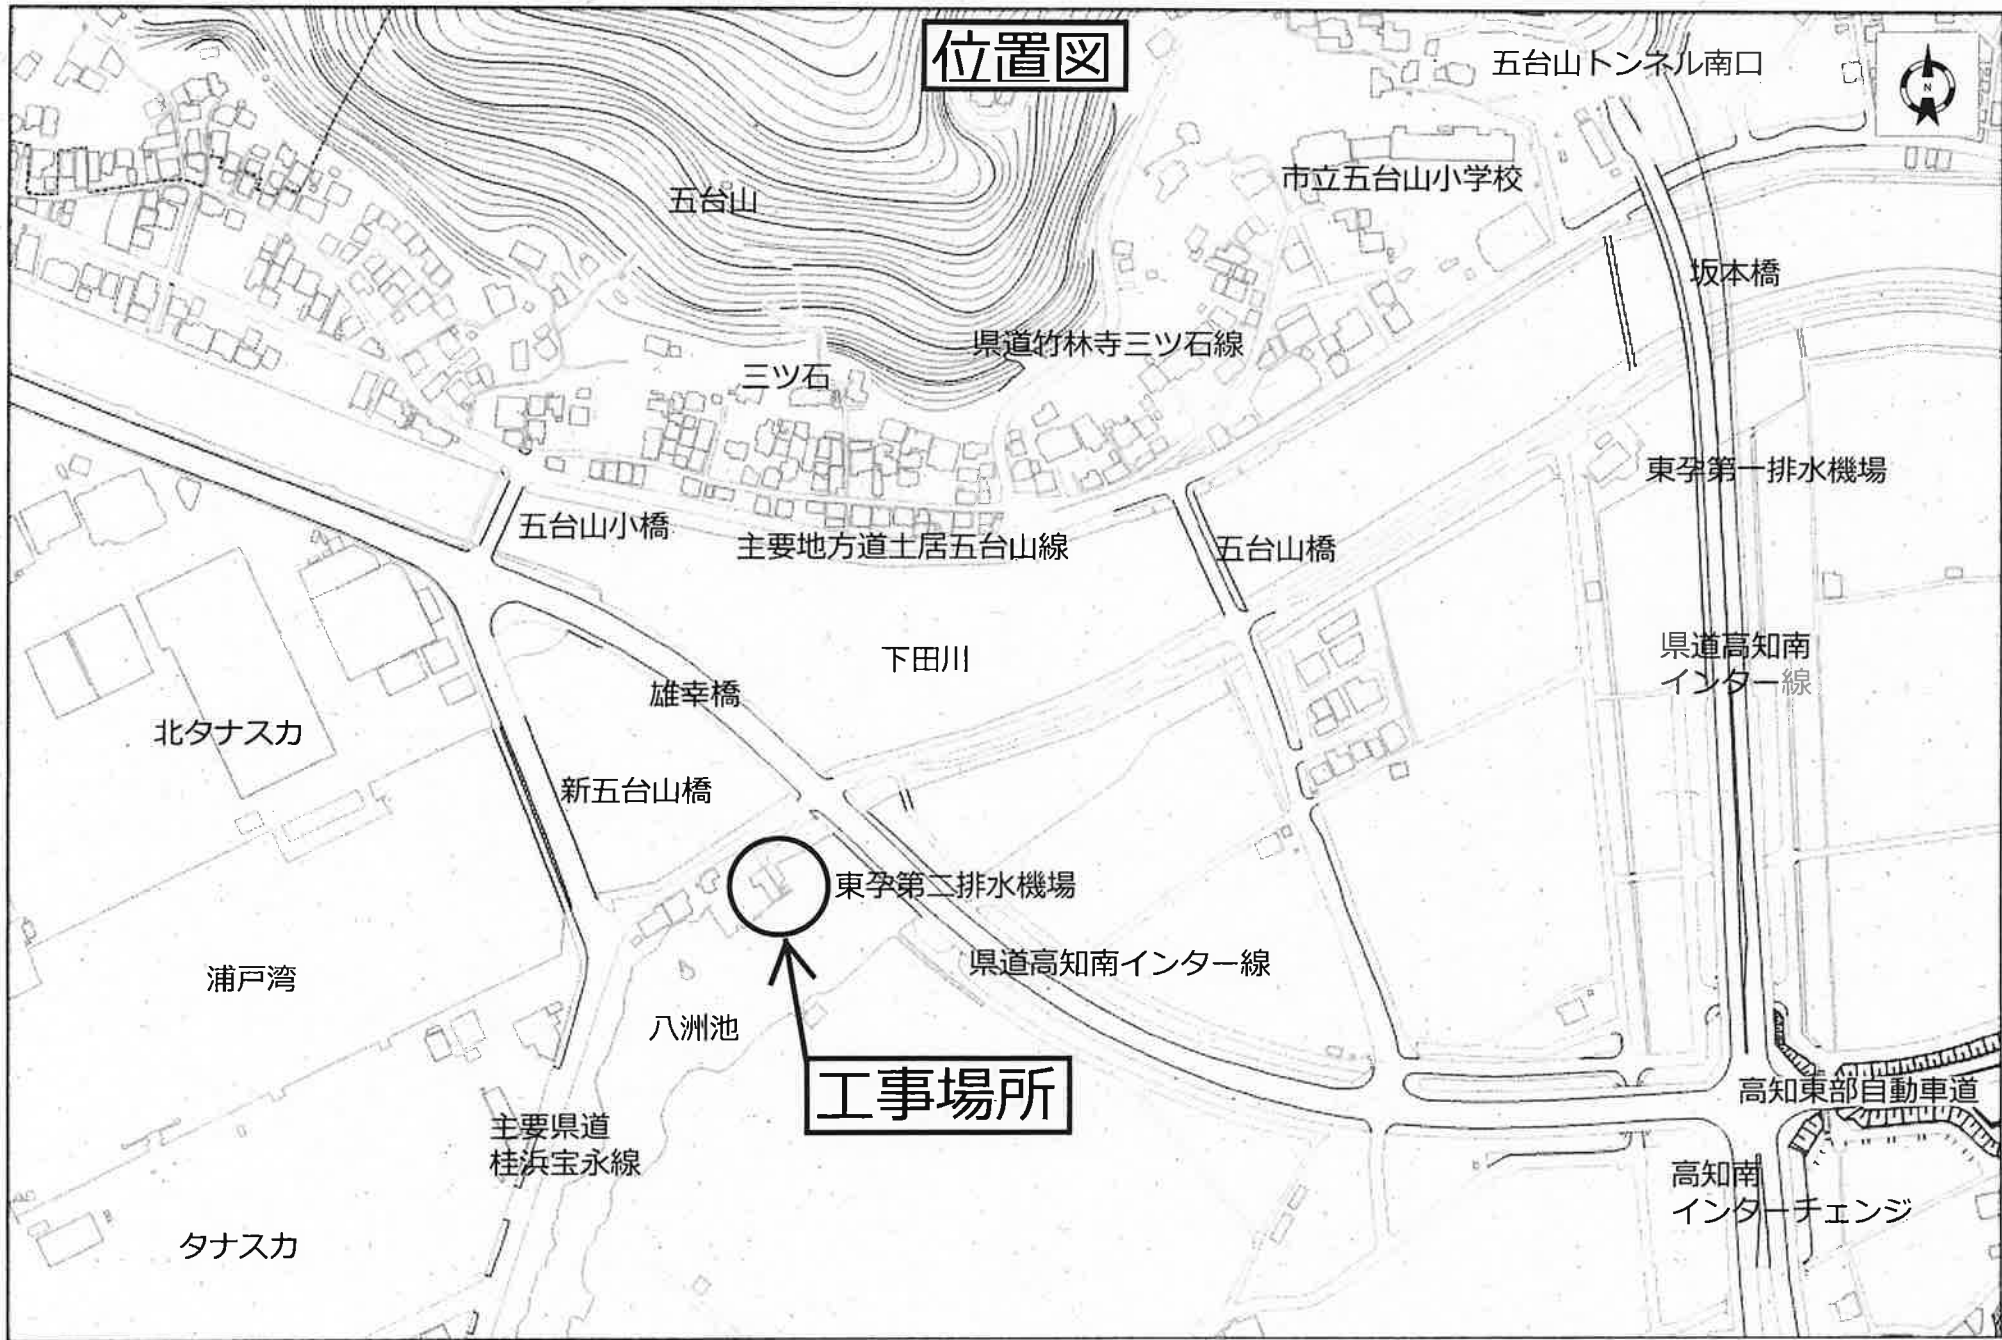 位置図
五台山トンネル南口
N
市立五台山小学校
五台山
坂本橋
県道竹林寺三ツ石線
三ツ石
東孕第一排水機場
五台山小橋
主要地方道土居五台山線
五台山橋
下田川
県道高知南
インター線
雄幸橋
北タナスカ
新五台山橋
東孕第二排水機場
県道高知南インター線
浦戸湾
八洲池
工事場所
高知東部自動車道
主要県道
桂浜宝永線
高知南
インターチェンジ
タナスカ